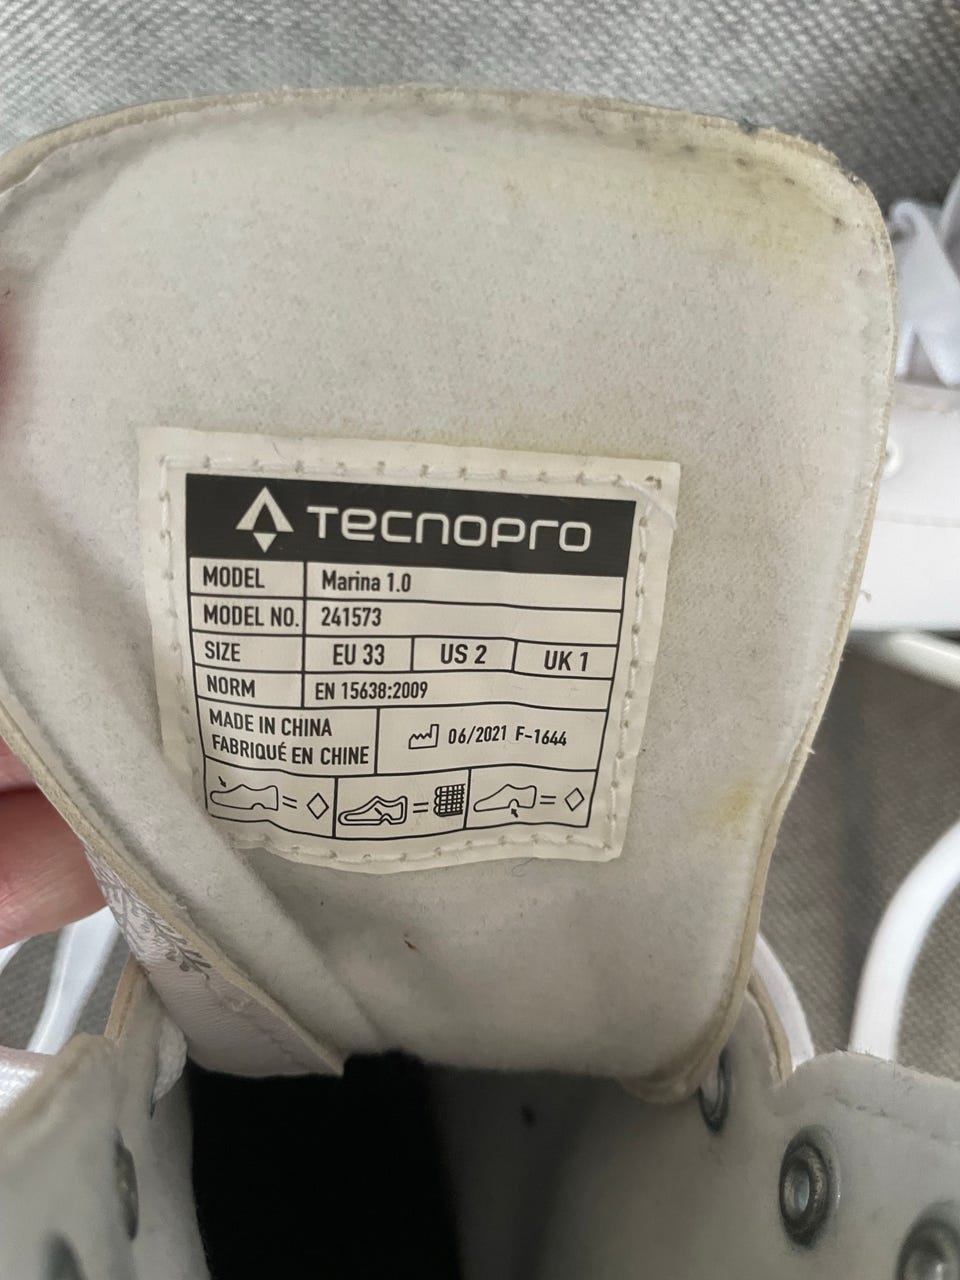 TECNOPRO
MODEL Marina 1.0
MODEL NO. 241573
SIZE EU 33 US 2 UK 1
NORM EN 15638:2009
MADE IN CHINA
FABRIQUÉ EN CHINE
06/2021 F-1644
= =  =